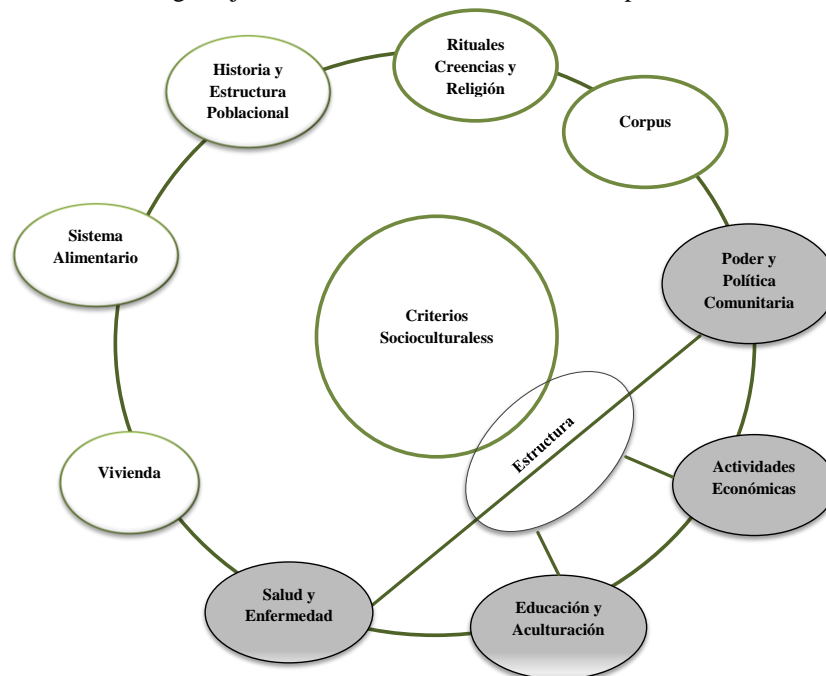 Rituales
Creencias y
Religión
Historia y
Estructura
Poblacional
Corpus
Sistema
Alimentario
Poder y
Política
Comunitaria
Criterios
Socioculturaless
Estructura
Vivienda
Actividades
Económicas
Salud y
Enfermedad
Educación y
Aculturación